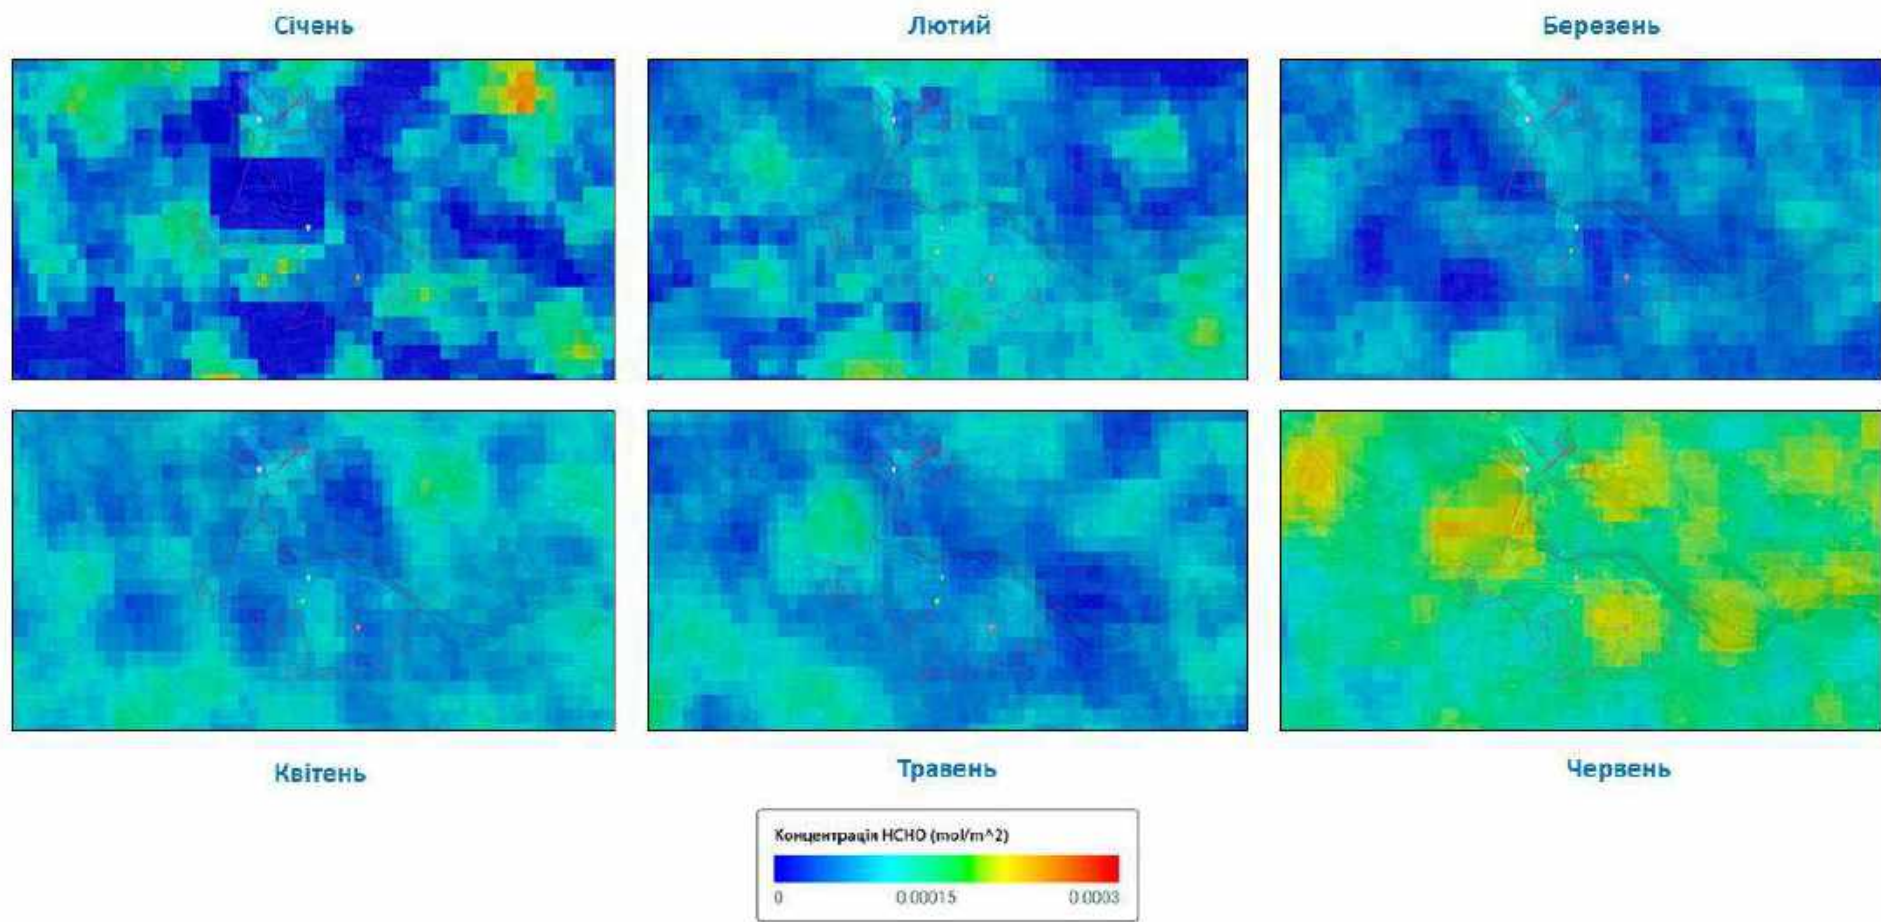 Січень
Лютий
Березень
Квітень
Травень
Червень
Концентрація HCHO (mol/m^2)
0
0.00015
0.0003